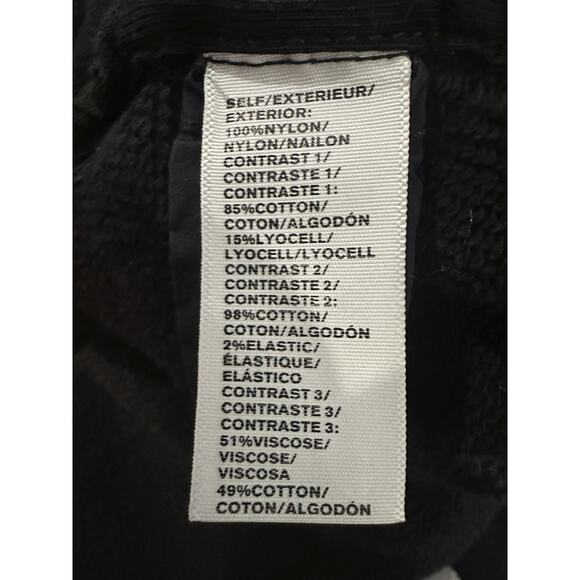 SELF/EXTERIEUR/
EXTERIOR:
100%NYLON/
NYLON/NAILON
CONTRAST 1/
CONTRASTE 1/
CONTRASTE 1:
85%COTTON/
COTON/ALGODÓN
15%LYOCELL/
LYOCELL/LYOCELL
CONTRAST 2/
CONTRASTE 2/
CONTRASTE 2:
98%COTTON/
COTON/ALGODÓN
2%ELASTIC/
ÉLASTIQUE/
ELÁSTICO
CONTRAST 3/
CONTRASTE 3/
CONTRASTE 3:
51%VISCOSE/
VISCOSE/
VISCOSA
49%COTTON/
COTON/ALGODÓN